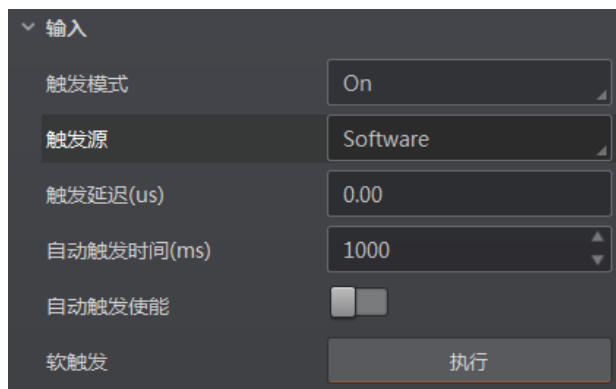 输入
触发模式 On
触发源 Software
触发延迟(us) 0.00
自动触发时间(ms) 1000
自动触发使能
软触发 执行